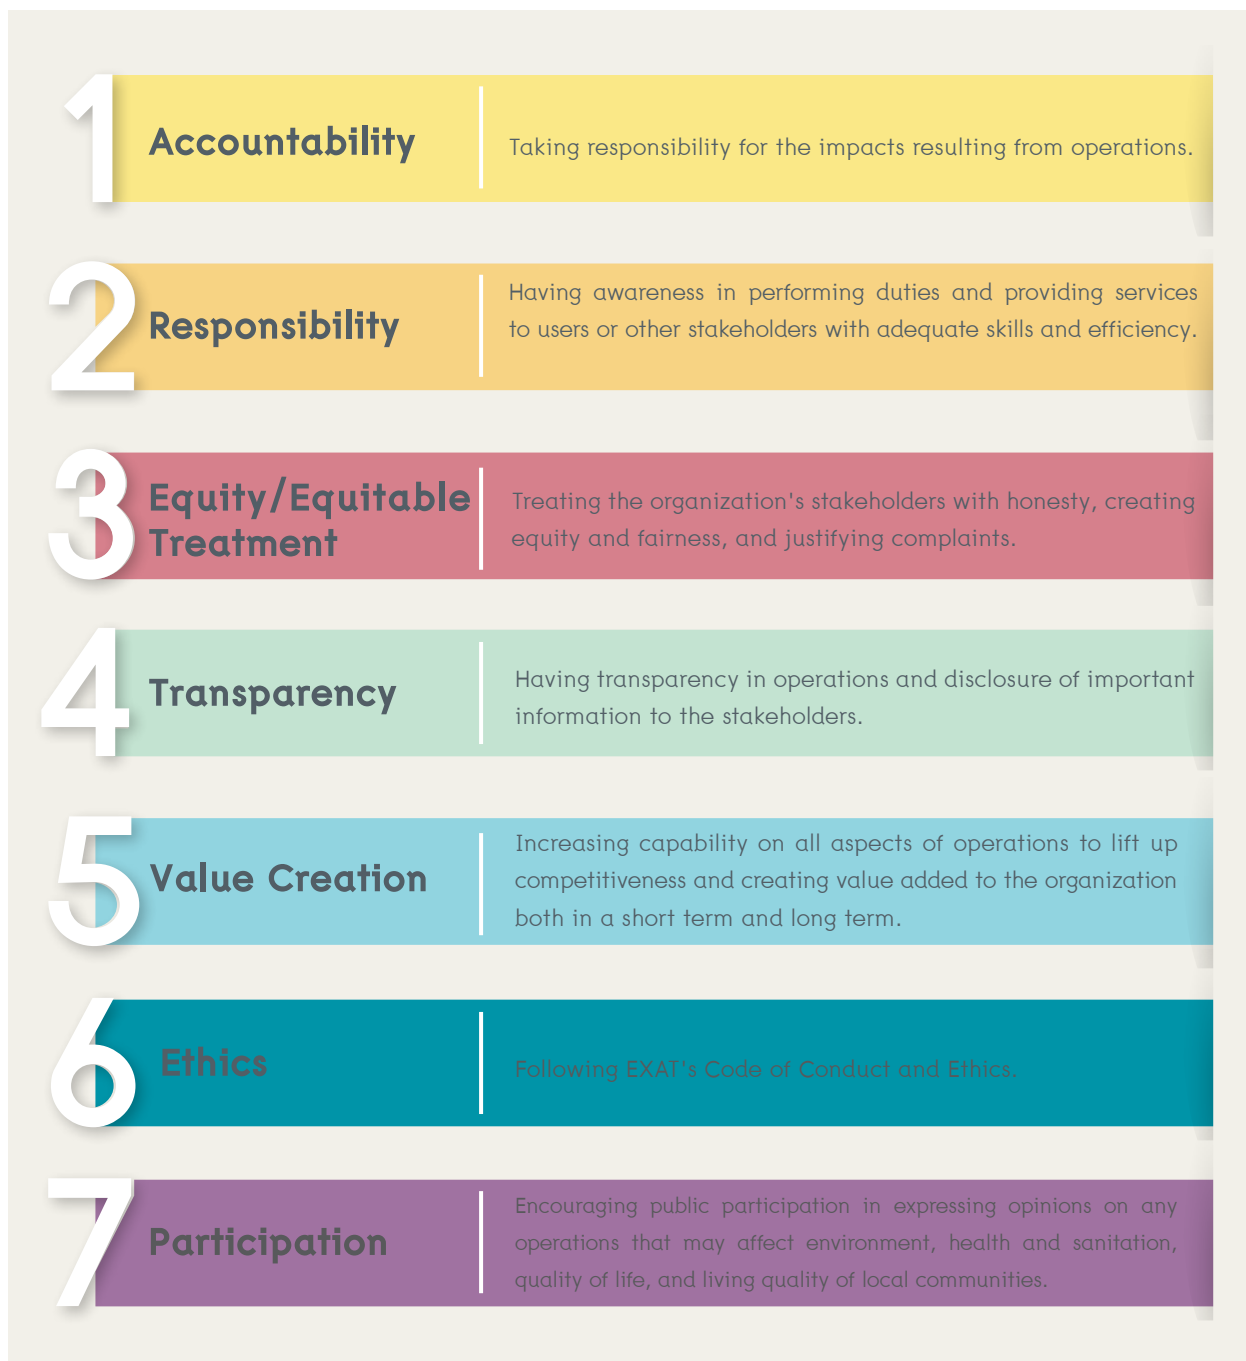 1
Accountability
Taking responsibility for the impacts resulting from operations.
2
Responsibility
Having awareness in performing duties and providing services
to users or other stakeholders with adequate skills and efficiency.
3
Equity/Equitable
Treatment
Treating the organization's stakeholders with honesty, creating
equity and fairness, and justifying complaints.
4
Transparency
Having transparency in operations and disclosure of important
information to the stakeholders.
5
Value Creation
Increasing capability on all aspects of operations to lift up
competitiveness and creating value added to the organization
both in a short term and long term.
6
Ethics
Following EXAT's Code of Conduct and Ethics.
7
Participation
Encouraging public participation in expressing opinions on any
operations that may affect environment, health and sanitation,
quality of life, and living quality of local communities.